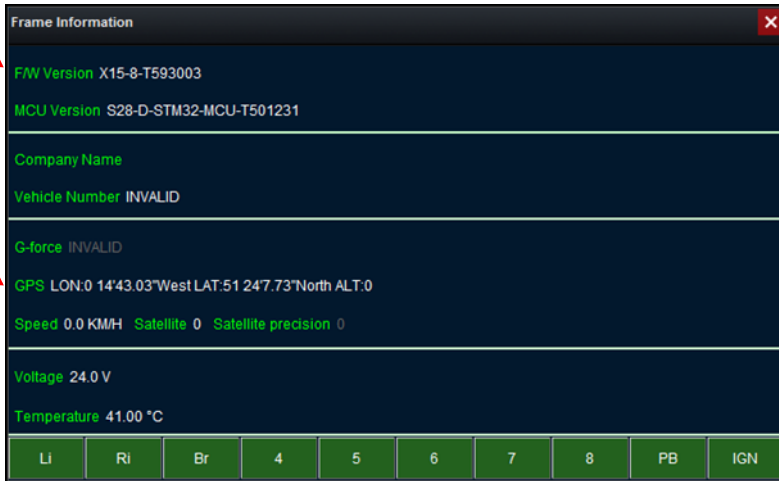 Frame Information
F/W Version X15-8-T593003
MCU Version S28-D-STM32-MCU-T501231
Company Name
Vehicle Number INVALID
G-force INVALID
GPS LON:0 14'43.03"West LAT:51 24'7.73"North ALT:0
Speed 0.0 KM/H Satellite 0 Satellite precision 0
Voltage 24.0 V
Temperature 41.00 °C
Li Ri Br 4 5 6 7 8 PB IGN